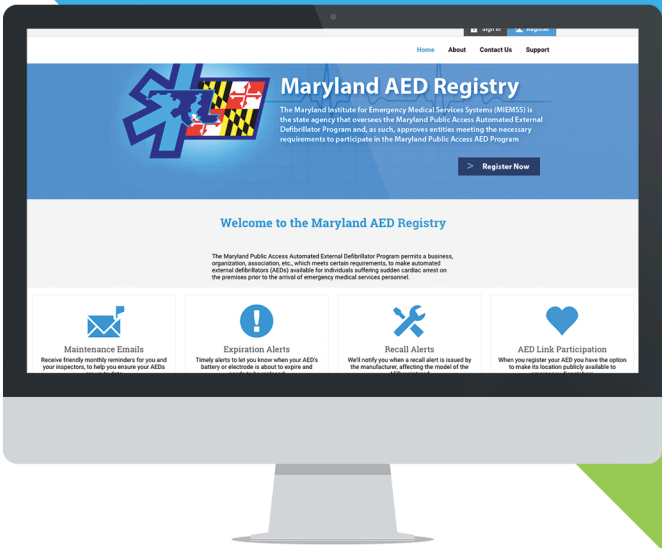 Sign In Register
Home About Contact Us Support
Maryland AED Registry
The Maryland Institute for Emergency Medical Services Systems (MIEMSS) is
the state agency that oversees the Maryland Public Access Automated External
Defibrillator Program and, as such, approves entities meeting the necessary
requirements to participate in the Maryland Public Access AED Program
> Register Now
Welcome to the Maryland AED Registry
The Maryland Public Access Automated External Defibrillator Program permits a business,
organization, association, etc., which meets certain requirements, to make automated
external defibrillators (AEDs) available for individuals suffering sudden cardiac arrest on
the premises prior to the arrival of emergency medical services personnel.
Maintenance Emails
Receive friendly monthly reminders for you and
your inspectors, to help you ensure your AEDs
Expiration Alerts
Timely alerts to let you know when your AED's
battery or electrode is about to expire and
Recall Alerts
We'll notify you when a recall alert is issued by
the manufacturer, affecting the model of the
AED Link Participation
When you register your AED you have the option
to make its location publicly available to